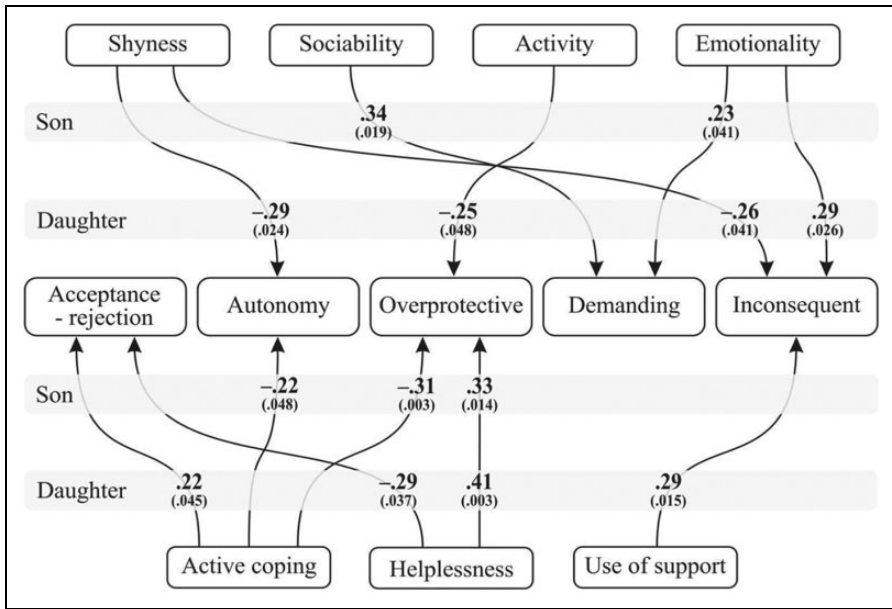 Shyness Sociability Activity Emotionality
Son .34 .23
(.019) (.041)
Daughter –.29 –.25 –.26 .29
(.024) (.048) (.041) (.026)
Acceptance
- rejection Autonomy Overprotective Demanding Inconsequent
Son –.22 –.31 .33
(.048) (.003) (.014)
Daughter .22 –.29 .41 .29
(.045) (.037) (.003) (.015)
Active coping Helplessness Use of support